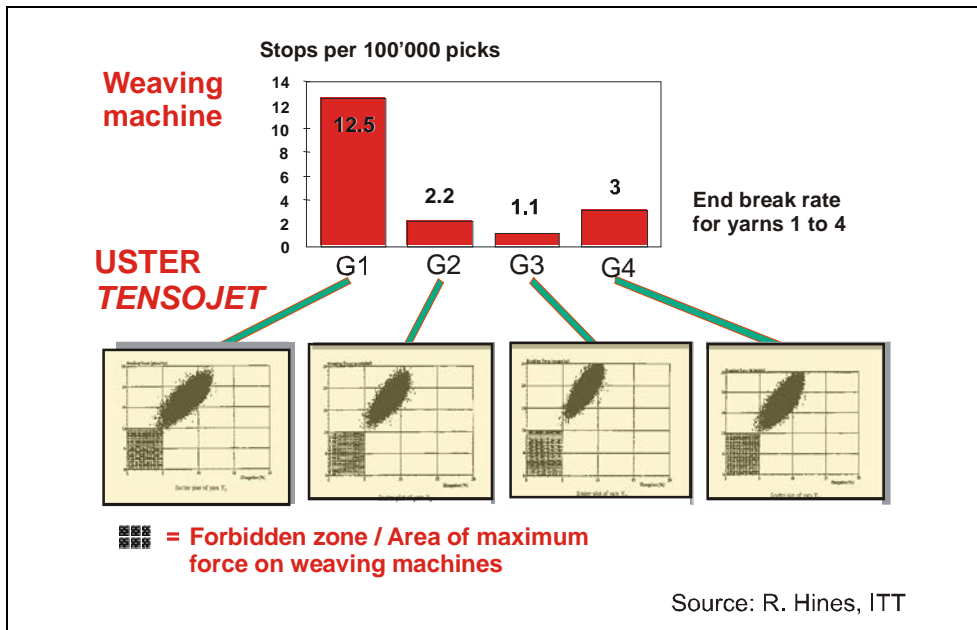 Stops per 100'000 picks
Weaving
machine
14
12
10
8
6
4
2
0
12.5
2.2
1.1
3
G1
G2
G3
G4
End break rate
for yarns 1 to 4
USTER
TENSOJET
= Forbidden zone / Area of maximum
force on weaving machines
Source: R. Hines, ITT